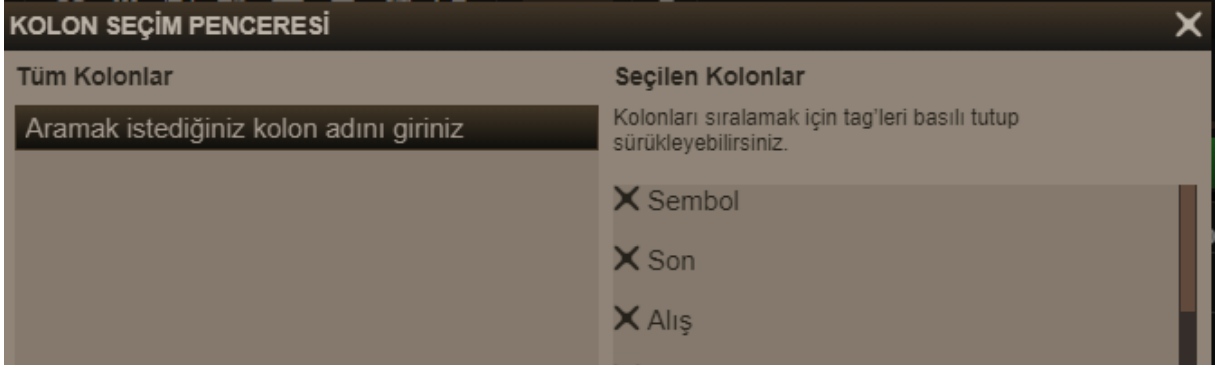 KOLON SEÇİM PENCERESİ
Tüm Kolonlar
Aramak istediğiniz kolon adını giriniz
Seçilen Kolonlar
Kolonları sıralamak için tag'leri basılı tutup
sürükleyebilirsiniz.
Sembol
Son
Alış